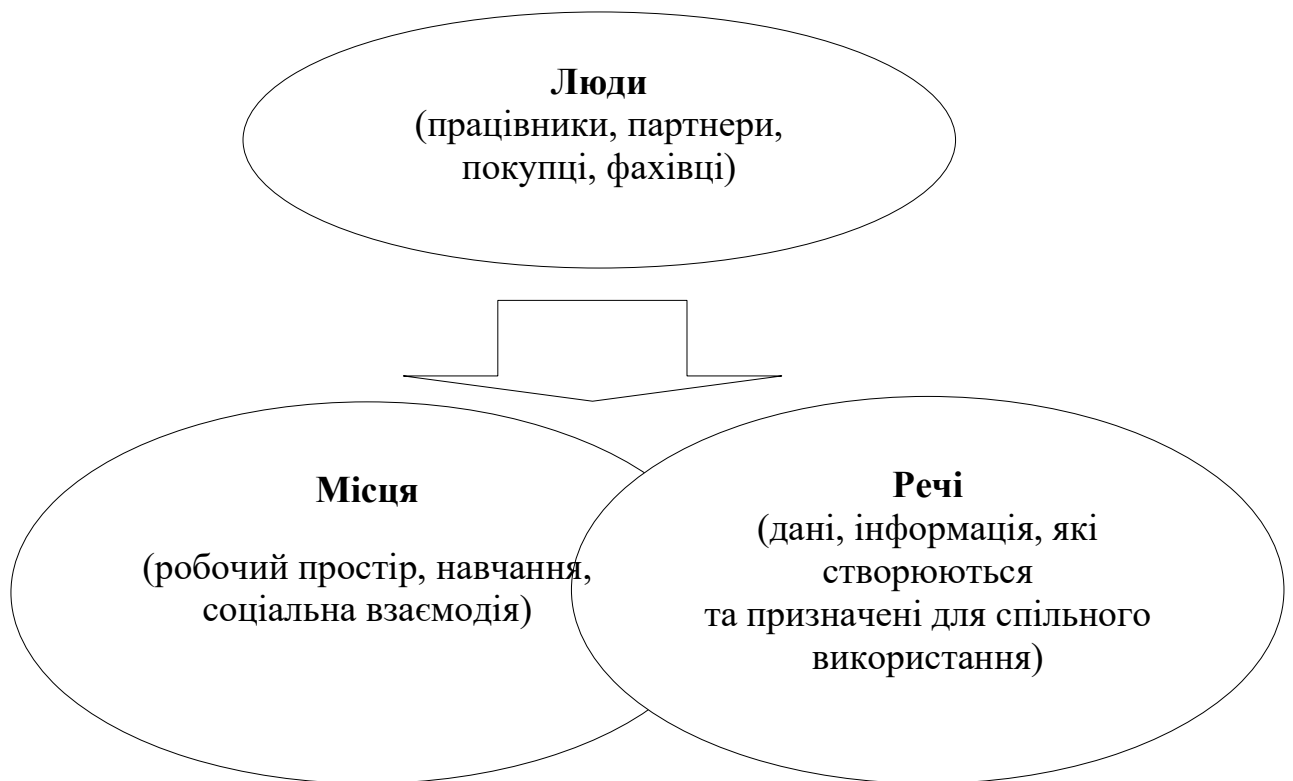 Люди
(працівники, партнери,
покупці, фахівці)
Місця
(робочий простір, навчання,
соціальна взаємодія)
Речі
(дані, інформація, які
створюються
та призначені для спільного
використання)